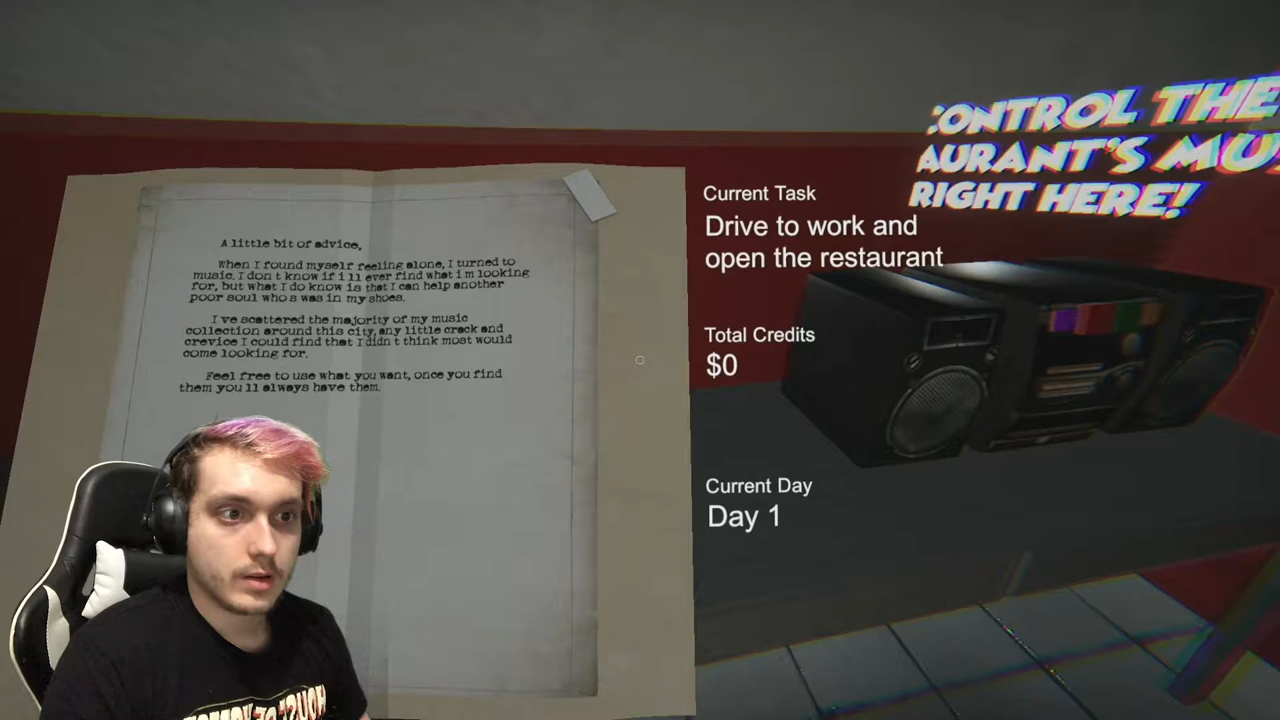 A little bit of advice,
When I found myself feeling alone, I turned to
music. I don t know if i ll ever find what i m looking
for, but what I do know is that I can help another
poor soul who s was in my shoes.
I ve scattered the majority of my music
collection around this city, any little crack and
crevice I could find that I didn t think most would
come looking for.
Feel free to use what you want, once you find
them you ll always have them.
Current Task
Drive to work and
open the restaurant
Total Credits
$0
Current Day
Day 1
CONTROL THE
AURANT'S MU
RIGHT HERE!